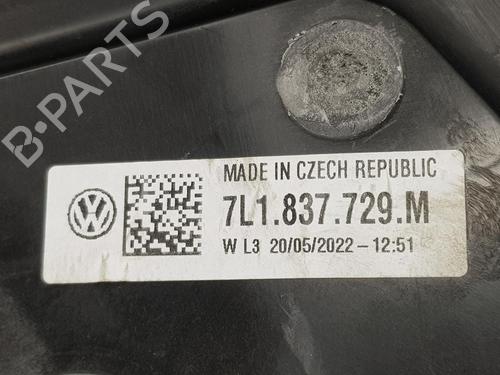 B-PARTS
MADE IN CZECH REPUBLIC
7L1.837.729.M
W L3 20/05/2022-12:51